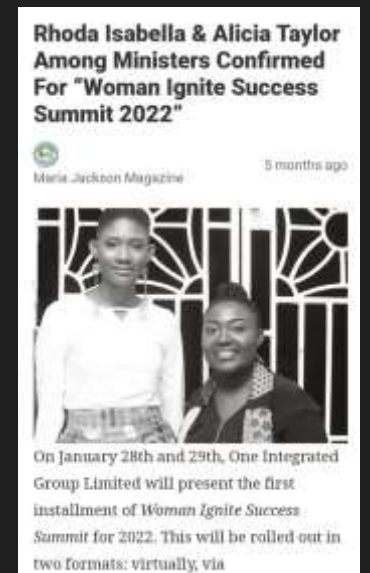 Rhoda Isabella & Alicia Taylor
Among Ministers Confirmed
For “Woman Ignite Success
Summit 2022”
5 months ago
Maria Jackson Magazine
On January 28th and 29th, One Integrated
Group Limited will present the first
installment of Woman Ignite Success
Summit for 2022. This will be rolled out in
two formats: virtually, via